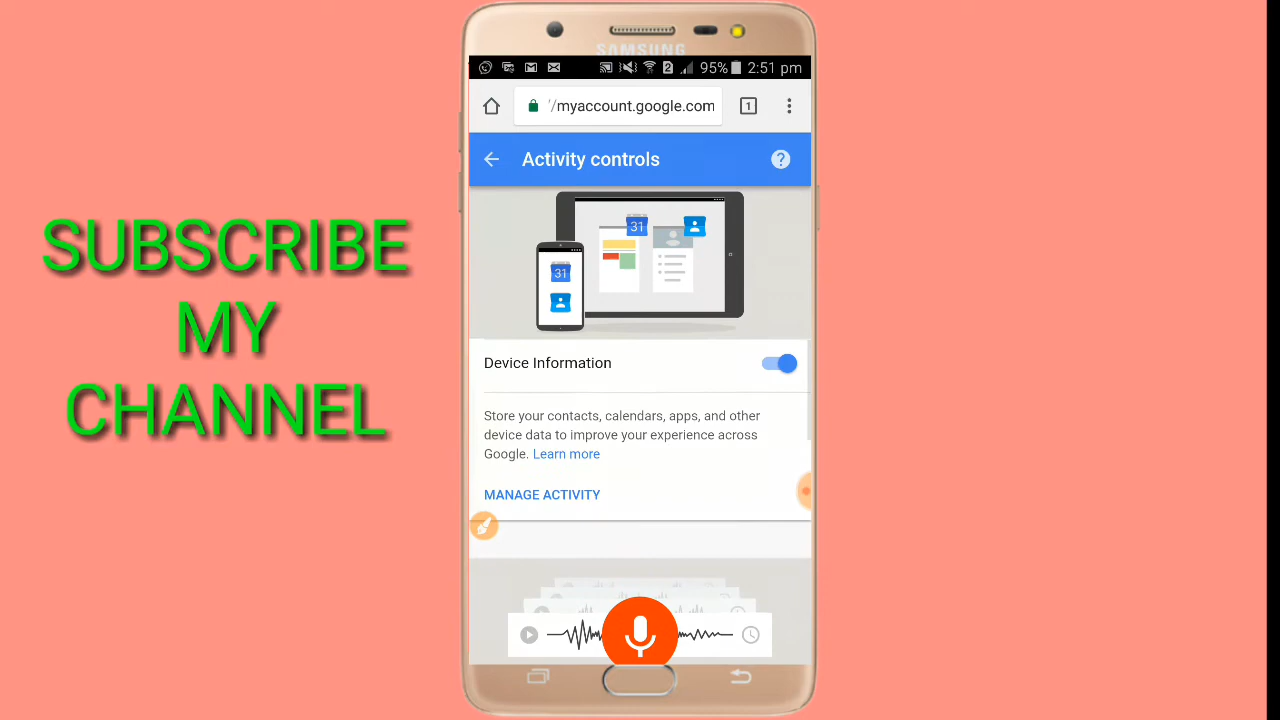 SUBSCRIBE
MY
CHANNEL
SAMSUNG
2 95% 2:51 pm
'/myaccount.google.com 1
Activity controls ?
31
31
Device Information
Store your contacts, calendars, apps, and other
device data to improve your experience across
Google. Learn more
MANAGE ACTIVITY